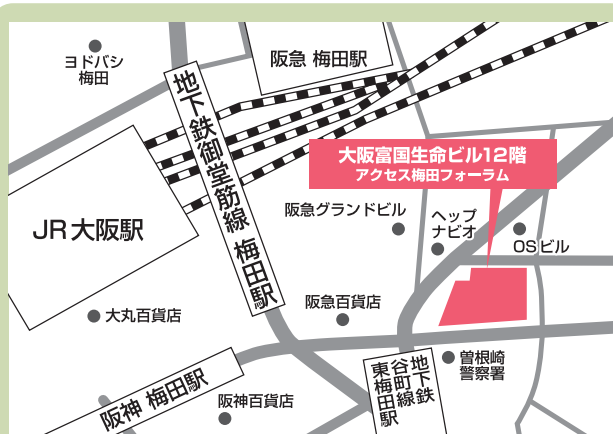 ヨドバシ
梅田
阪急 梅田駅
地下鉄御堂筋線 梅田駅
大阪富国生命ビル12階
アクセス梅田フォーラム
JR大阪駅
阪急グランドビル
ヘップ
ナビオ
OSビル
大丸百貨店
阪急百貨店
阪神 梅田駅
阪神百貨店
地下鉄
谷町線
東梅田駅
曽根崎
警察署